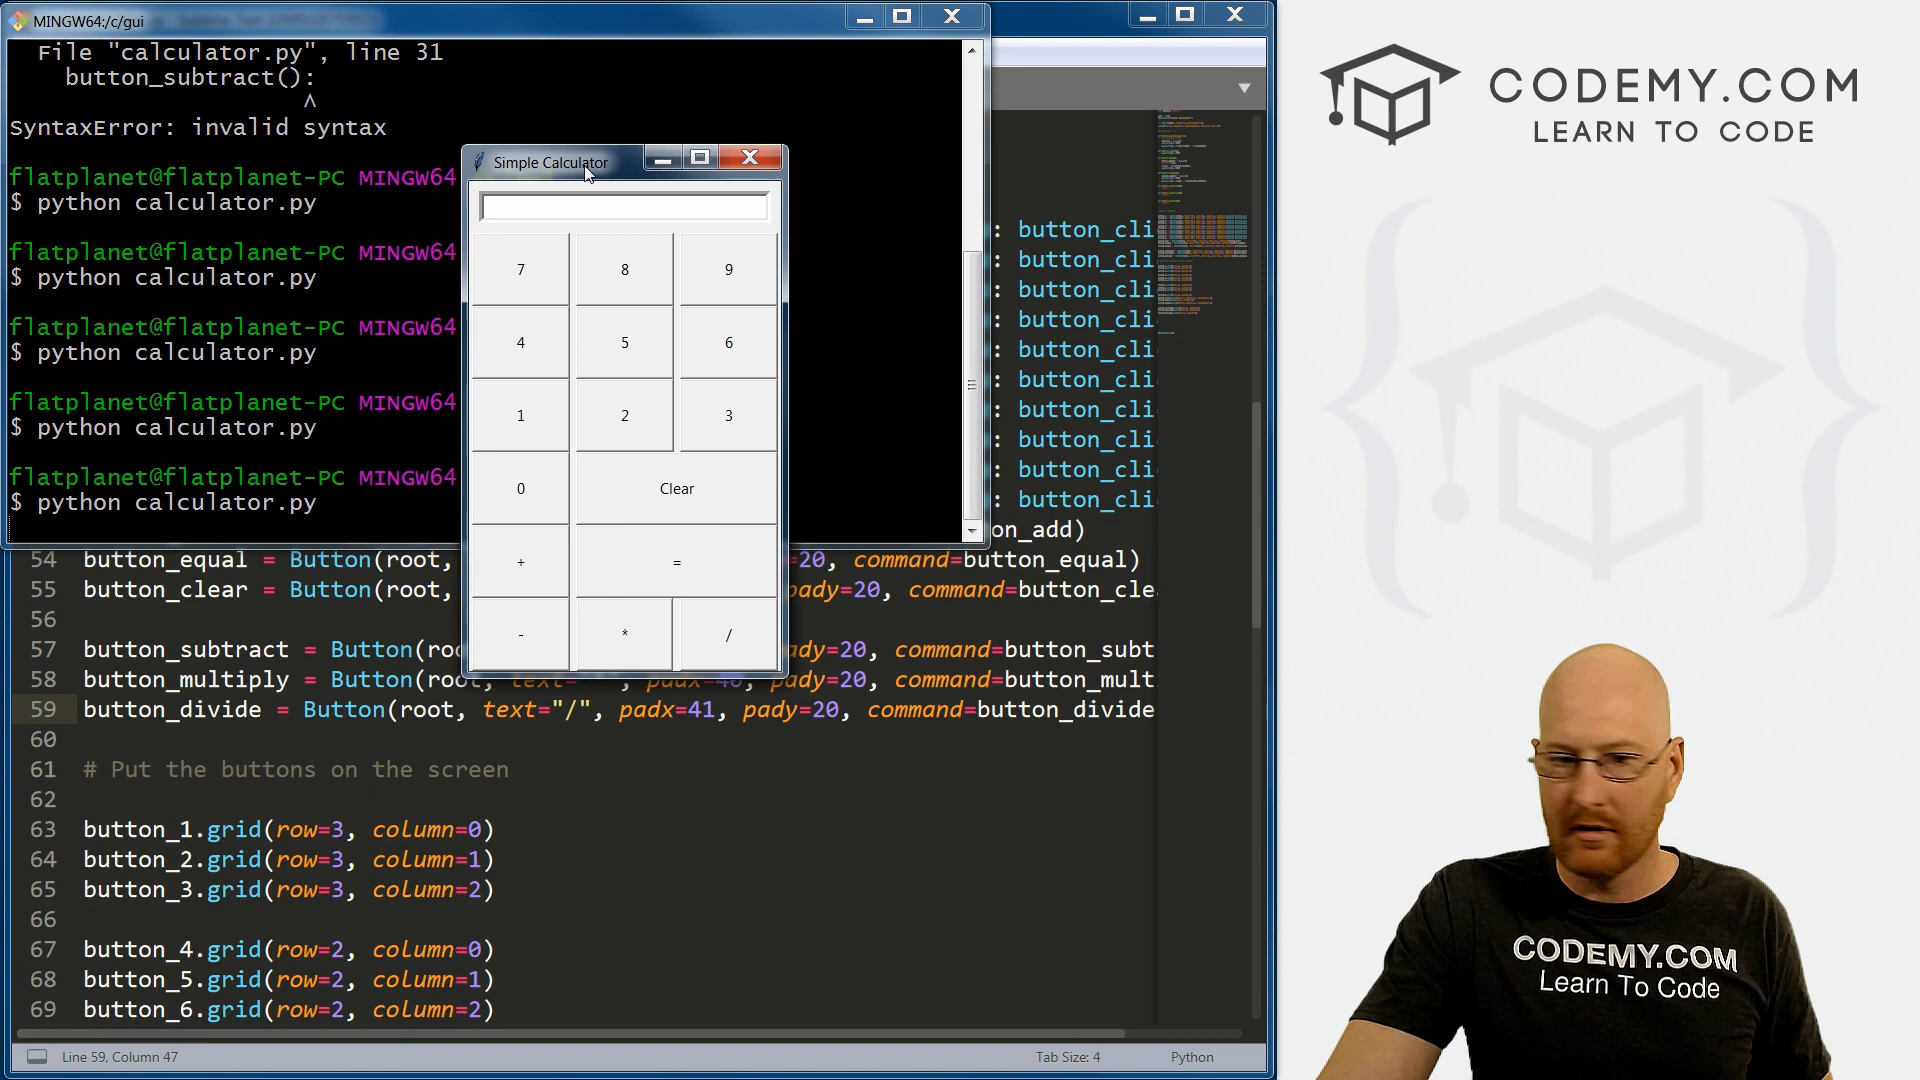 MINGW64:/c/gui
File "calculator.py", line 31
button_subtract():
^
SyntaxError: invalid syntax
flatplanet@flatplanet-PC MINGW64
$ python calculator.py
flatplanet@flatplanet-PC MINGW64
$ python calculator.py
flatplanet@flatplanet-PC MINGW64
$ python calculator.py
flatplanet@flatplanet-PC MINGW64
$ python calculator.py
flatplanet@flatplanet-PC MINGW64
$ python calculator.py
Simple Calculator
7 8 9
4 5 6
1 2 3
0 Clear
+ =
- * /
: button_cli
: button_cli
: button_cli
: button_cli
: button_cli
: button_cli
: button_cli
: button_cli
: button_cli
: button_cli
on_add)
54 button_equal = Button(root, =20, command=button_equal)
55 button_clear = Button(root, pady=20, command=button_cle
56
57 button_subtract = Button(roo ady=20, command=button_subt
58 button_multiply = Button(root, pady=20, command=button_mult
59 button_divide = Button(root, text="/", padx=41, pady=20, command=button_divide
60
61 # Put the buttons on the screen
62
63 button_1.grid(row=3, column=0)
64 button_2.grid(row=3, column=1)
65 button_3.grid(row=3, column=2)
66
67 button_4.grid(row=2, column=0)
68 button_5.grid(row=2, column=1)
69 button_6.grid(row=2, column=2)
Line 59, Column 47
Tab Size: 4
Python
CODEMY.COM
LEARN TO CODE
CODEMY.COM
Learn To Code